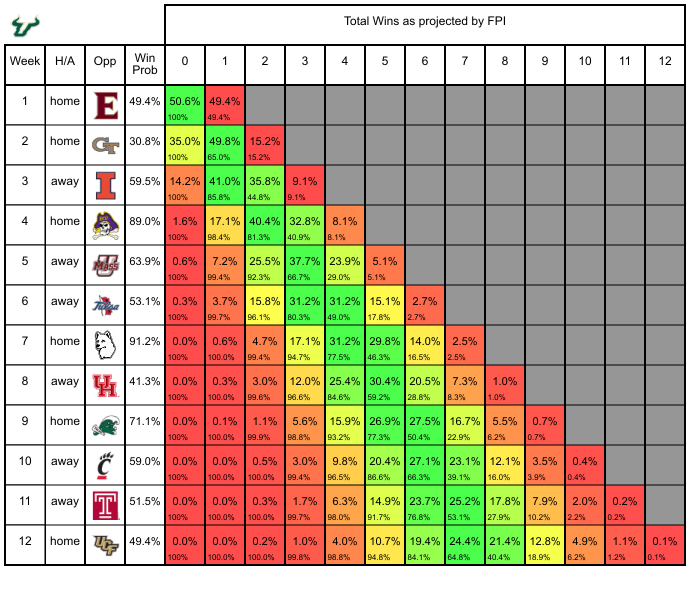 Total Wins as projected by FPI
Week H/A Opp Win Prob 0 1 2 3 4 5 6 7 8 9 10 11 12
1 home E 49.4% 50.6% 49.4%
100% 49.4%
2 home GT 30.8% 35.0% 49.8% 15.2%
100% 65.0% 15.2%
3 away I 59.5% 14.2% 41.0% 35.8% 9.1%
100% 85.8% 44.8% 9.1%
4 home 89.0% 1.6% 17.1% 40.4% 32.8% 8.1%
100% 98.4% 81.3% 40.9% 8.1%
5 away UMass 63.9% 0.6% 7.2% 25.5% 37.7% 23.9% 5.1%
100% 99.4% 92.3% 66.7% 29.0% 5.1%
6 away Tulsa 53.1% 0.3% 3.7% 15.8% 31.2% 31.2% 15.1% 2.7%
100% 99.7% 96.1% 80.3% 49.0% 17.8% 2.7%
7 home 91.2% 0.0% 0.6% 4.7% 17.1% 31.2% 29.8% 14.0% 2.5%
100% 100.0% 99.4% 94.7% 77.5% 46.3% 16.5% 2.5%
8 away UH 41.3% 0.0% 0.3% 3.0% 12.0% 25.4% 30.4% 20.5% 7.3% 1.0%
100% 100.0% 99.6% 96.6% 84.6% 59.2% 28.8% 8.3% 1.0%
9 home 71.1% 0.0% 0.1% 1.1% 5.6% 15.9% 26.9% 27.5% 16.7% 5.5% 0.7%
100% 100.0% 99.9% 98.8% 93.2% 77.3% 50.4% 22.9% 6.2% 0.7%
10 away C 59.0% 0.0% 0.0% 0.5% 3.0% 9.8% 20.4% 27.1% 23.1% 12.1% 3.5% 0.4%
100% 100.0% 100.0% 99.4% 96.5% 86.6% 66.3% 39.1% 16.0% 3.9% 0.4%
11 away T 51.5% 0.0% 0.0% 0.3% 1.7% 6.3% 14.9% 23.7% 25.2% 17.8% 7.9% 2.0% 0.2%
100% 100.0% 100.0% 99.7% 98.0% 91.7% 76.8% 53.1% 27.9% 10.2% 2.2% 0.2%
12 home UCF 49.4% 0.0% 0.0% 0.2% 1.0% 4.0% 10.7% 19.4% 24.4% 21.4% 12.8% 4.9% 1.1% 0.1%
100% 100.0% 100.0% 99.8% 98.8% 94.8% 84.1% 64.8% 40.4% 18.9% 6.2% 1.2% 0.1%